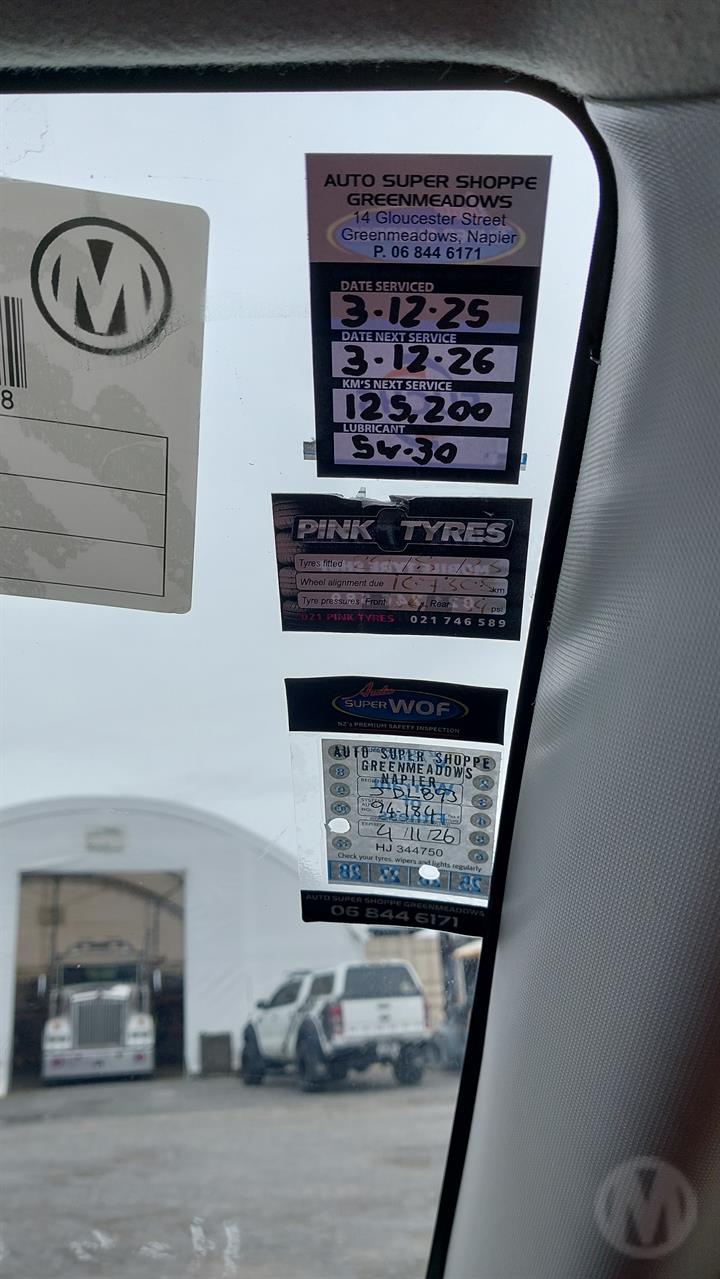 M
8
AUTO SUPER SHOPPE
GREENMEADOWS
14 Gloucester Street
Greenmeadows, Napier
P. 06 844 6171
DATE SERVICED
3·12·25
DATE NEXT SERVICE
3·12·26
KM'S NEXT SERVICE
125,200
LUBRICANT
5w-30
PINK TYRES
Tyres fitted
Wheel alignment due km
Tyre pressures Front Rear psi
021 PINK TYRES 021 746 589
Auto
SUPER WOF
NZ's PREMIUM SAFETY INSPECTION
AUTO SUPER SHOPPE
GREENMEADOWS
NAPIER
94-184
4/11/26
HJ 344750
Check your tyres, wipers and lights regularly
AUTO SUPER SHOPPE GREENMEADOWS
06 844 6171
M